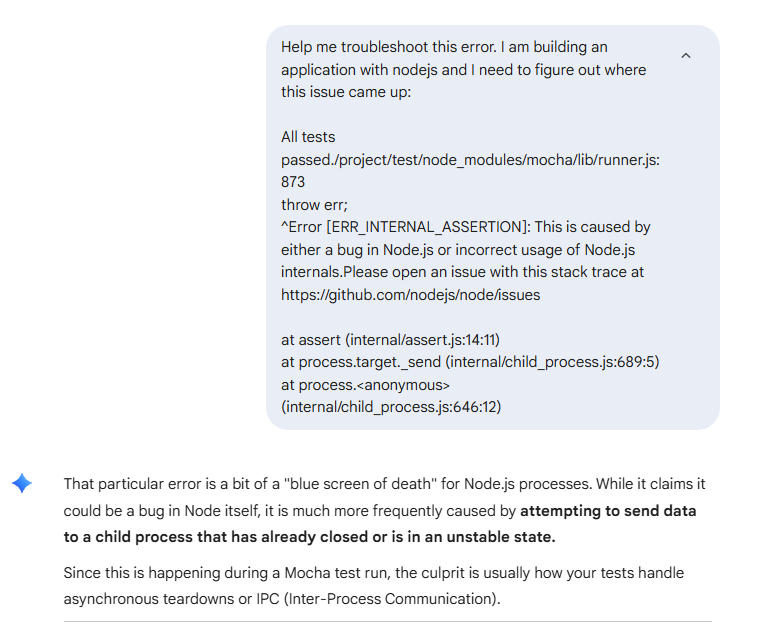 Help me troubleshoot this error. I am building an
application with nodejs and I need to figure out where
this issue came up:
All tests
passed./project/test/node_modules/mocha/lib/runner.js:
873
throw err;
^Error [ERR_INTERNAL_ASSERTION]: This is caused by
either a bug in Node.js or incorrect usage of Node.js
internals.Please open an issue with this stack trace at
https://github.com/nodejs/node/issues
at assert (internal/assert.js:14:11)
at process.target._send (internal/child_process.js:689:5)
at process.<anonymous>
(internal/child_process.js:646:12)
That particular error is a bit of a "blue screen of death" for Node.js processes. While it claims it
could be a bug in Node itself, it is much more frequently caused by attempting to send data
to a child process that has already closed or is in an unstable state.
Since this is happening during a Mocha test run, the culprit is usually how your tests handle
asynchronous teardowns or IPC (Inter-Process Communication).